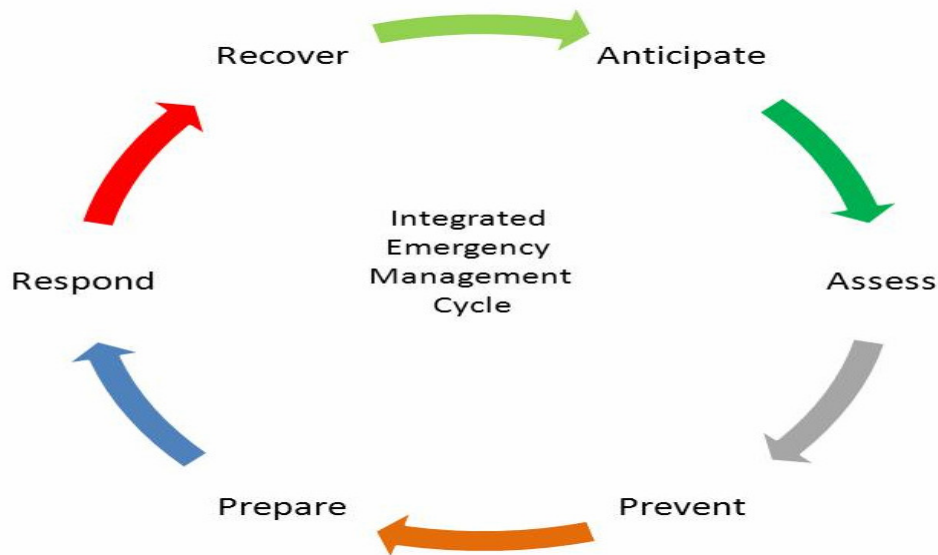 Recover
Anticipate
Integrated
Emergency
Management
Cycle
Respond
Assess
Prepare
Prevent